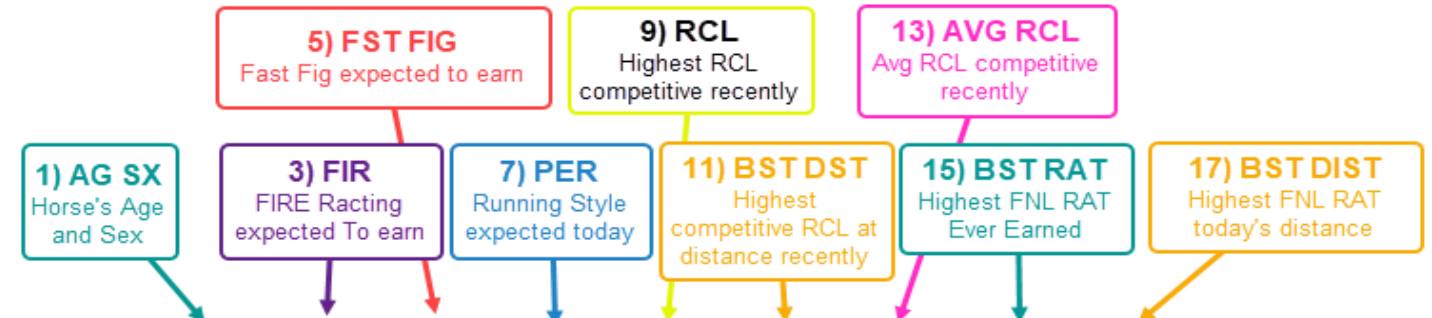 5) FST FIG
Fast Fig expected to earn
9) RCL
Highest RCL
competitive recently
13) AVG RCL
Avg RCL competitive
recently
1) AG SX
Horse's Age
and Sex
3) FIR
FIRE Racting
expected To earn
7) PER
Running Style
expected today
11) BST DST
Highest
competitive RCL at
distance recently
15) BST RAT
Highest FNL RAT
Ever Earned
17) BST DIST
Highest FNL RAT
today's distance